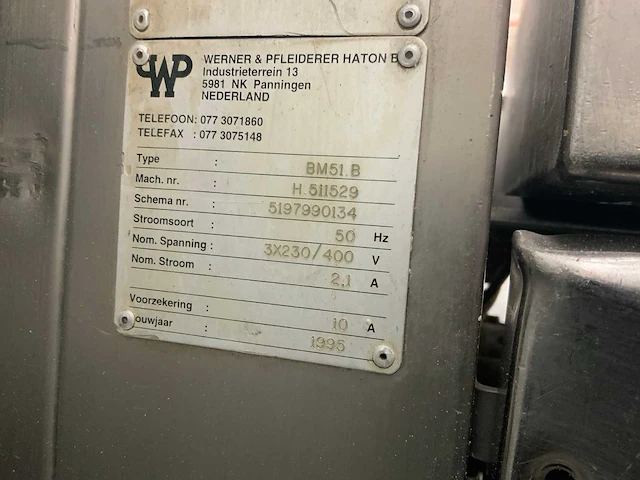 WP
WERNER & PFLEIDERER HATON B
Industrieterrein 13
5981 NK Panningen
NEDERLAND
TELEFOON: 077 3071860
TELEFAX : 077 3075148
Type : BM51.B
Mach. nr. : H.511529
Schema nr. : 5197990134
Stroomsoort : 50 Hz
Nom. Spanning : 3X230/400 V
Nom. Stroom : 2.1 A
Voorzekering : 10 A
ouwjaar : 1995